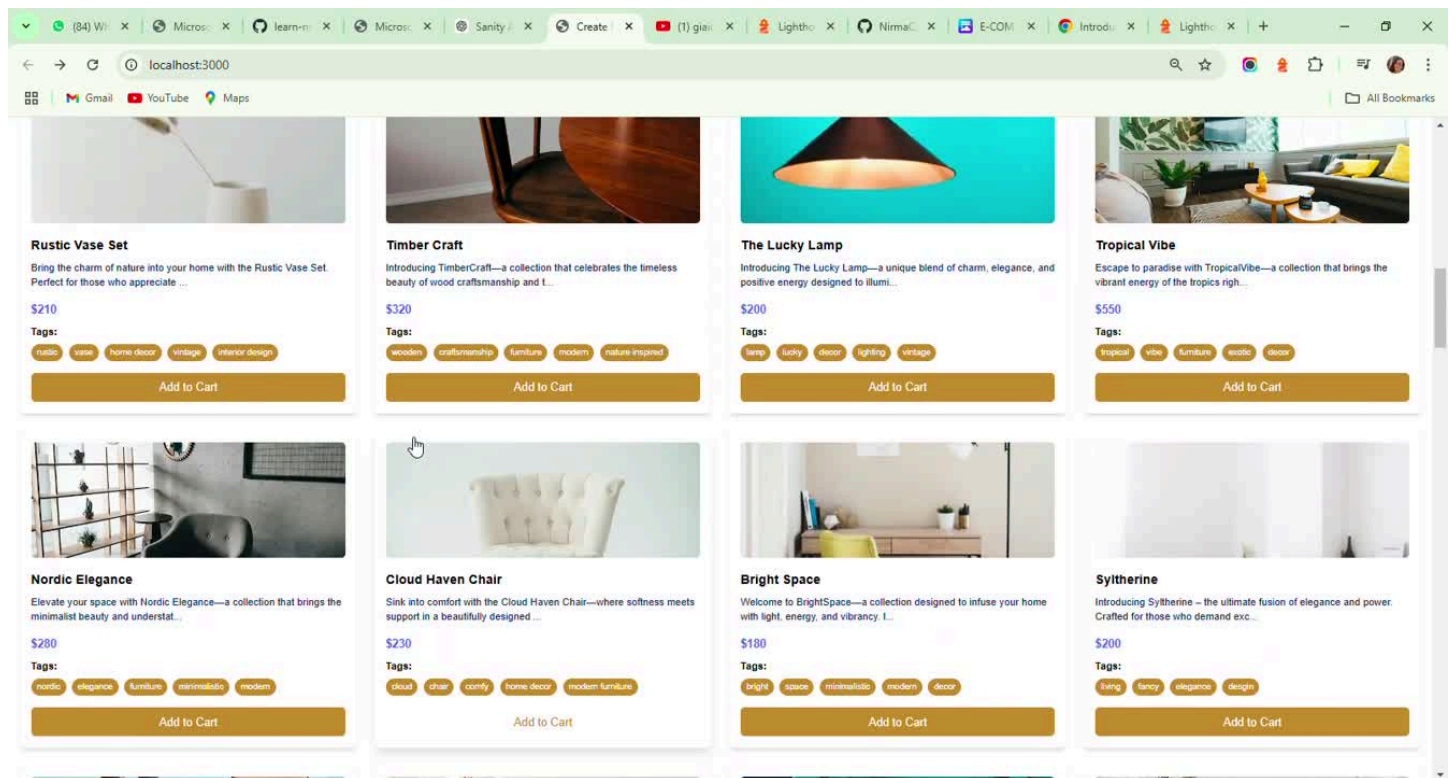 (84) Wh
Micros
learn-n
Micros
Sanity
Create
(1) giai
Lightho
NirmaC
E-COM
Introdu
Lightho
localhost:3000
Gmail
YouTube
Maps
All Bookmarks
Rustic Vase Set
Bring the charm of nature into your home with the Rustic Vase Set.
Perfect for those who appreciate ...
$210
Tags:
rustic vase home decor vintage interior design
Add to Cart
Timber Craft
Introducing TimberCraft—a collection that celebrates the timeless
beauty of wood craftsmanship and t...
$320
Tags:
wooden craftsmanship furniture modern nature inspired
Add to Cart
The Lucky Lamp
Introducing The Lucky Lamp—a unique blend of charm, elegance, and
positive energy designed to illumi...
$200
Tags:
lamp lucky decor lighting vintage
Add to Cart
Tropical Vibe
Escape to paradise with TropicalVibe—a collection that brings the
vibrant energy of the tropics righ...
$550
Tags:
tropical vibe furniture exotic decor
Add to Cart
Nordic Elegance
Elevate your space with Nordic Elegance—a collection that brings the
minimalist beauty and understat...
$280
Tags:
nordic elegance furniture minimalistic modern
Add to Cart
Cloud Haven Chair
Sink into comfort with the Cloud Haven Chair—where softness meets
support in a beautifully designed ...
$230
Tags:
cloud chair comfy home decor modern furniture
Add to Cart
Bright Space
Welcome to BrightSpace—a collection designed to infuse your home
with light, energy, and vibrancy. I...
$180
Tags:
bright space minimalistic modern decor
Add to Cart
Syltherine
Introducing Syltherine – the ultimate fusion of elegance and power.
Crafted for those who demand exc...
$200
Tags:
living fancy elegance desgin
Add to Cart